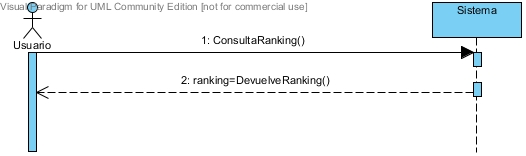 Visual Paradigm for UML Community Edition [not for commercial use]
Sistema
Usuario
1: ConsultaRanking()
2: ranking=DevuelveRanking()